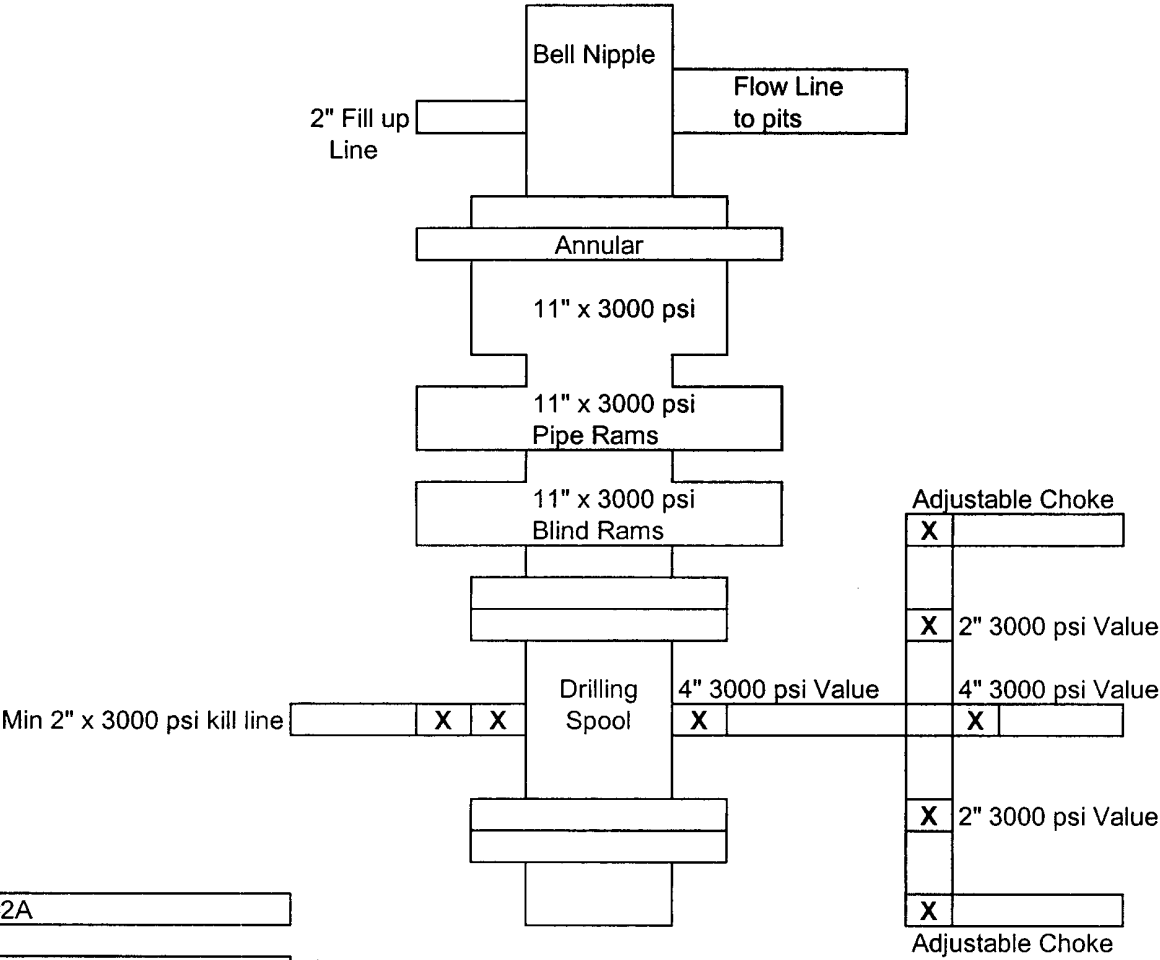 Bell Nipple
Flow Line
to pits
2" Fill up
Line
Annular
11" x 3000 psi
11" x 3000 psi
Pipe Rams
11" x 3000 psi
Blind Rams
Adjustable Choke
X
X 2" 3000 psi Value
Drilling
Spool
4" 3000 psi Value
4" 3000 psi Value
Min 2" x 3000 psi kill line
X X
X
X
X 2" 3000 psi Value
2A
X
Adjustable Choke